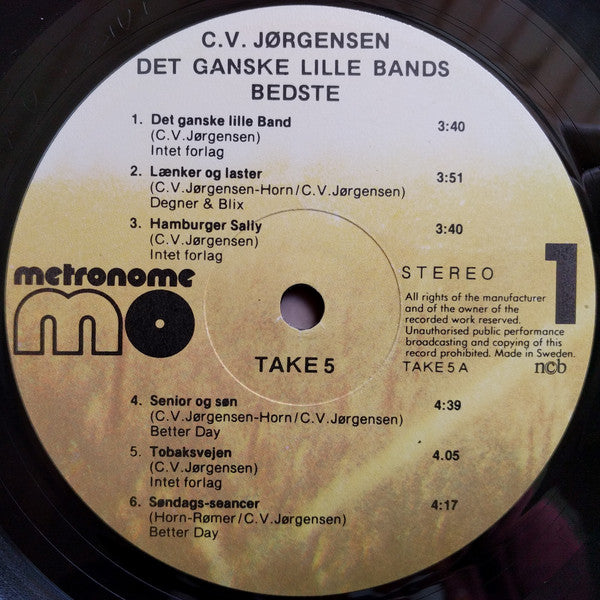 C.V. JØRGENSEN
DET GANSKE LILLE BANDS
BEDSTE
1. Det ganske lille Band 3:40
(C.V.Jørgensen)
Intet forlag
2. Lænker og laster 3:51
(C.V.Jørgensen-Horn/C.V.Jørgensen)
Degner & Blix
3. Hamburger Sally 3:40
(C.V.Jørgensen)
Intet forlag
metronome
mo
STEREO
1
All rights of the manufacturer
and of the owner of the
recorded work reserved.
Unauthorised public performance
broadcasting and copying of this
record prohibited. Made in Sweden.
TAKE 5 A ncb
TAKE 5
4. Senior og søn 4:39
(C.V.Jørgensen-Horn/C.V.Jørgensen)
Better Day
5. Tobaksvejen 4.05
(C.V.Jørgensen)
Intet forlag
6. Søndags-seancer 4:17
(Horn-Rømer/C.V.Jørgensen)
Better Day